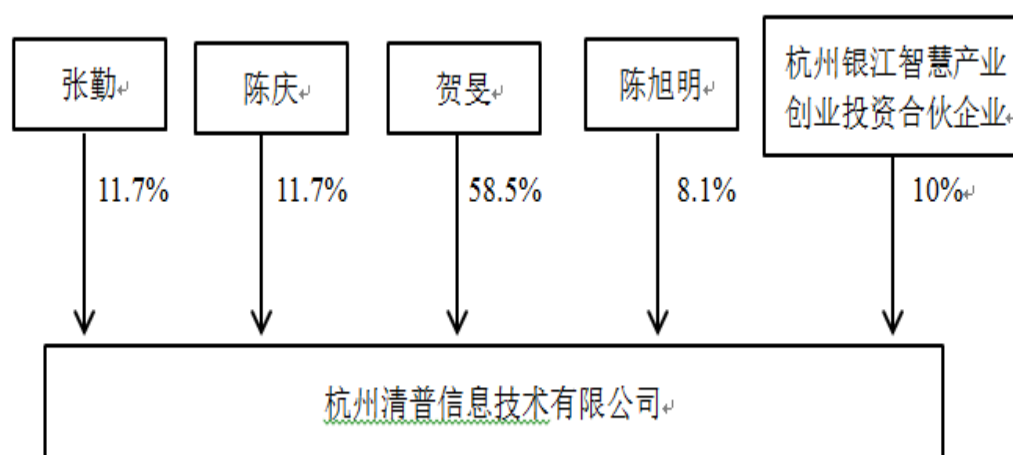 张勤
陈庆
贺旻
陈旭明
杭州银江智慧产业
创业投资合伙企业
11.7%
11.7%
58.5%
8.1%
10%
杭州清普信息技术有限公司